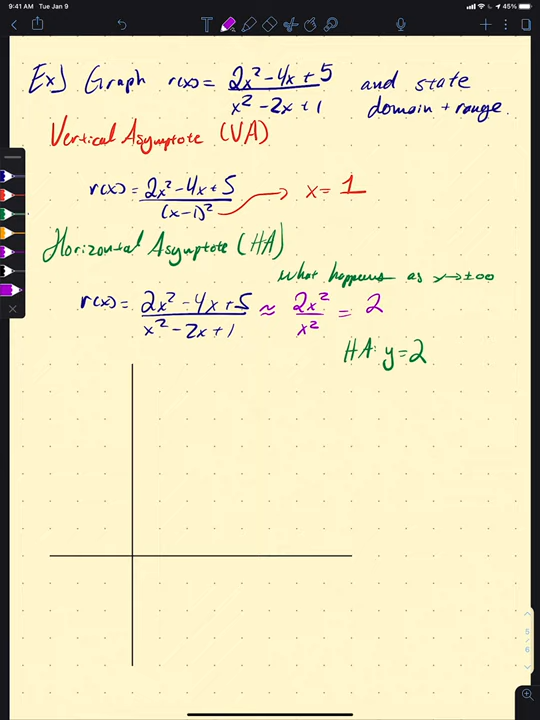 9:41 AM Tue Jan 9
45%
Ex] Graph r(x) = 2x² - 4x + 5 / x² - 2x + 1 and state domain + range.
Vertical Asymptote (VA)
r(x) = 2x² - 4x + 5 / (x-1)² → x = 1
Horizontal Asymptote (HA)
what happens as x→±∞
r(x) = 2x² - 4x + 5 / x² - 2x + 1 ≈ 2x² / x² = 2
HA: y = 2
5
/
6